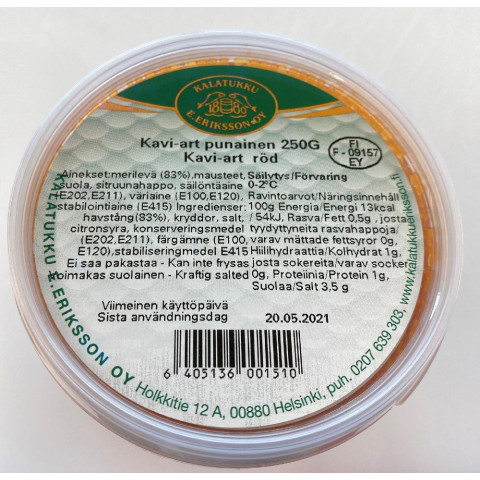 KALATUKKU
18 80
E.ERIKSSON OY
Kavi-art punainen 250G
Kavi-art röd
FI
F - 09157
EY
Ainekset:merilevä (83%),mausteet,
suola, sitruunahappo, säilöntäaine
(E202,E211), väriaine (E100,E120),
stabilointiaine (E415) Ingredienser:
havstång(83%), kryddor, salt,
citronsyra, konserveringsmedel
(E202,E211), färgämne (E100,
E120),stabiliseringmedel E415
Ei saa pakastaa - Kan inte frysas
Voimakas suolainen - Kraftig salted
Säilytys/Förvaring
0-2°C
Ravintoarvot/Näringsinnehåll
100g Energia/Energi 13kcal
/ 54kJ, Rasva/Fett 0,5g , josta
tyydyttyneitä rasvahappoja/
varav mättade fettsyror 0g,
Hiilihydraattia/Kolhydrat 1g,
josta sokereita/varav socker
0g, Proteiinia/Protein 1g,
Suolaa/Salt 3,5 g
Viimeinen käyttöpäivä
Sista användningsdag
20.05.2021
6 405136 001510
KALATUKKU E.ERIKSSON OY Holkkitie 12 A, 00880 Helsinki, puh. 0207 639 303, www.kalatukkueriksson.fi